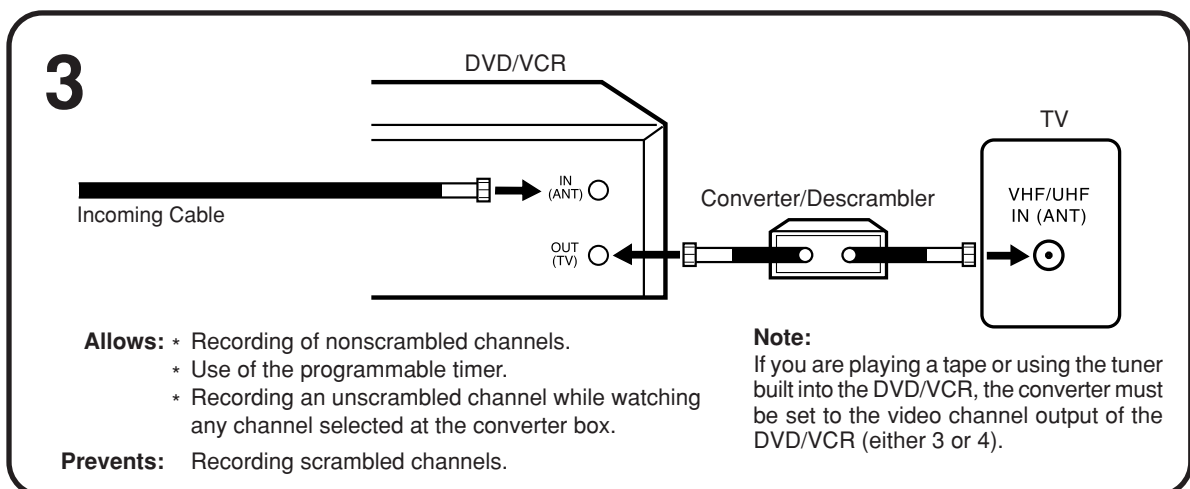 3
DVD/VCR
TV
IN
(ANT)
Incoming Cable
Converter/Descrambler
VHF/UHF
IN (ANT)
OUT
(TV)
Allows: * Recording of nonscrambled channels.
* Use of the programmable timer.
* Recording an unscrambled channel while watching
any channel selected at the converter box.
Prevents: Recording scrambled channels.
Note:
If you are playing a tape or using the tuner
built into the DVD/VCR, the converter must
be set to the video channel output of the
DVD/VCR (either 3 or 4).